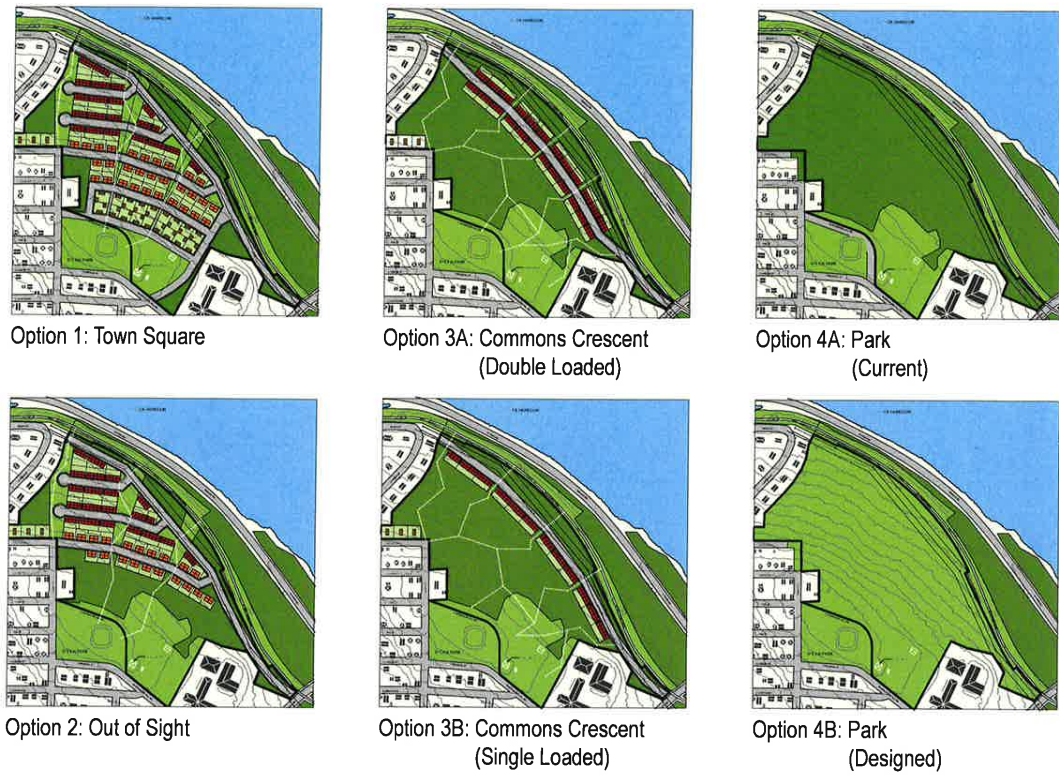 Option 1: Town Square
Option 3A: Commons Crescent
(Double Loaded)
Option 4A: Park
(Current)
Option 2: Out of Sight
Option 3B: Commons Crescent
(Single Loaded)
Option 4B: Park
(Designed)